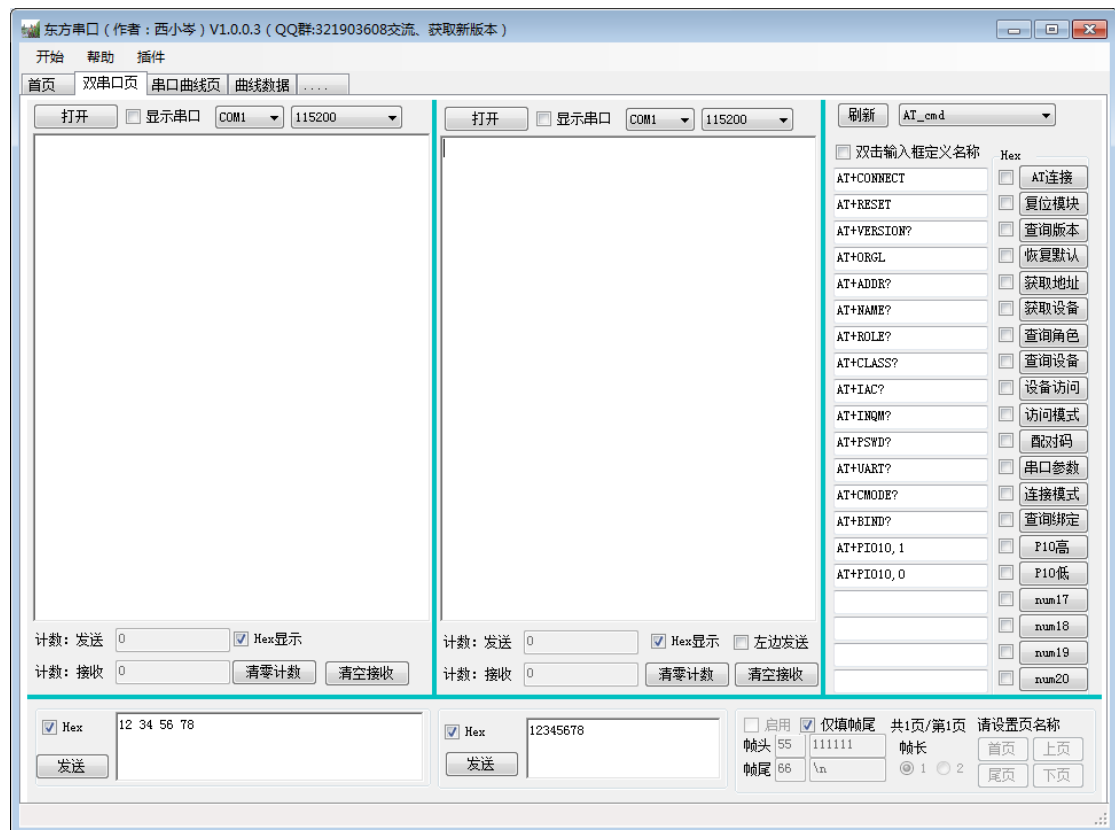 东方串口（作者：西小岑）V1.0.0.3（QQ群:321903608交流、获取新版本）
开始 帮助 插件
首页 双串口页 串口曲线页 曲线数据 ....
打开 显示串口 COM1 115200
打开 显示串口 COM1 115200
刷新 AT_cmd
双击输入框定义名称 Hex
AT+CONNECT AT连接
AT+RESET 复位模块
AT+VERSION? 查询版本
AT+ORGL 恢复默认
AT+ADDR? 获取地址
AT+NAME? 获取设备
AT+ROLE? 查询角色
AT+CLASS? 查询设备
AT+IAC? 设备访问
AT+INQM? 访问模式
AT+PSWD? 配对码
AT+UART? 串口参数
AT+CMODE? 连接模式
AT+BIND? 查询绑定
AT+PIO10,1 P10高
AT+PIO10,0 P10低
num17
num18
num19
num20
计数: 发送 0 Hex显示
计数: 接收 0 清零计数 清空接收
计数: 发送 0 Hex显示 左边发送
计数: 接收 0 清零计数 清空接收
Hex 12 34 56 78
发送
Hex 12345678
发送
启用 仅填帧尾 共1页/第1页 请设置页名称
帧头 55 111111 帧长 首页 上页
帧尾 66 \n 1 2 尾页 下页